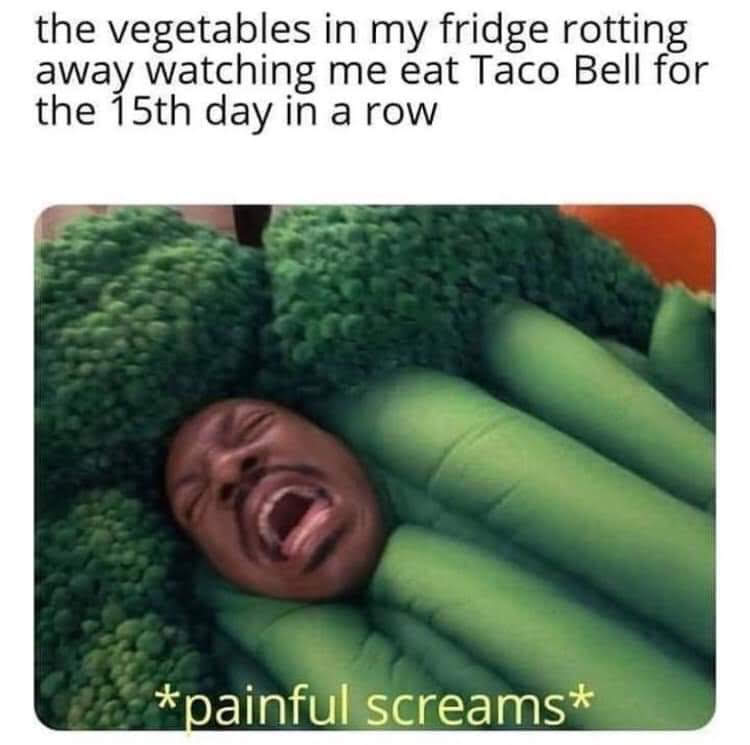 the vegetables in my fridge rotting
away watching me eat Taco Bell for
the 15th day in a row
*painful screams*